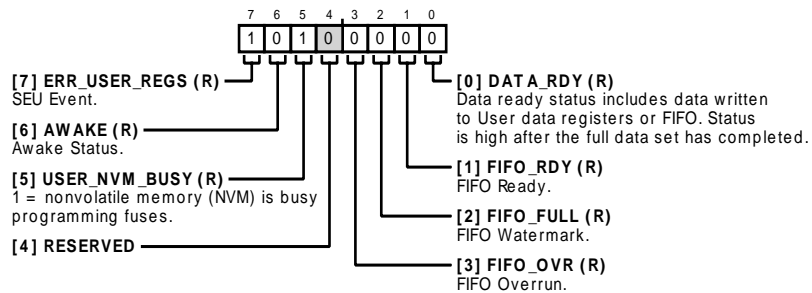 7 6 5 4 3 2 1 0
1 0 1 0 0 0 0 0
[7] ERR_USER_REGS (R)
SEU Event.
[6] AWAKE (R)
Awake Status.
[5] USER_NVM_BUSY (R)
1 = nonvolatile memory (NVM) is busy
programming fuses.
[4] RESERVED
[0] DATA_RDY (R)
Data ready status includes data written
to User data registers or FIFO. Status
is high after the full data set has completed.
[1] FIFO_RDY (R)
FIFO Ready.
[2] FIFO_FULL (R)
FIFO Watermark.
[3] FIFO_OVR (R)
FIFO Overrun.